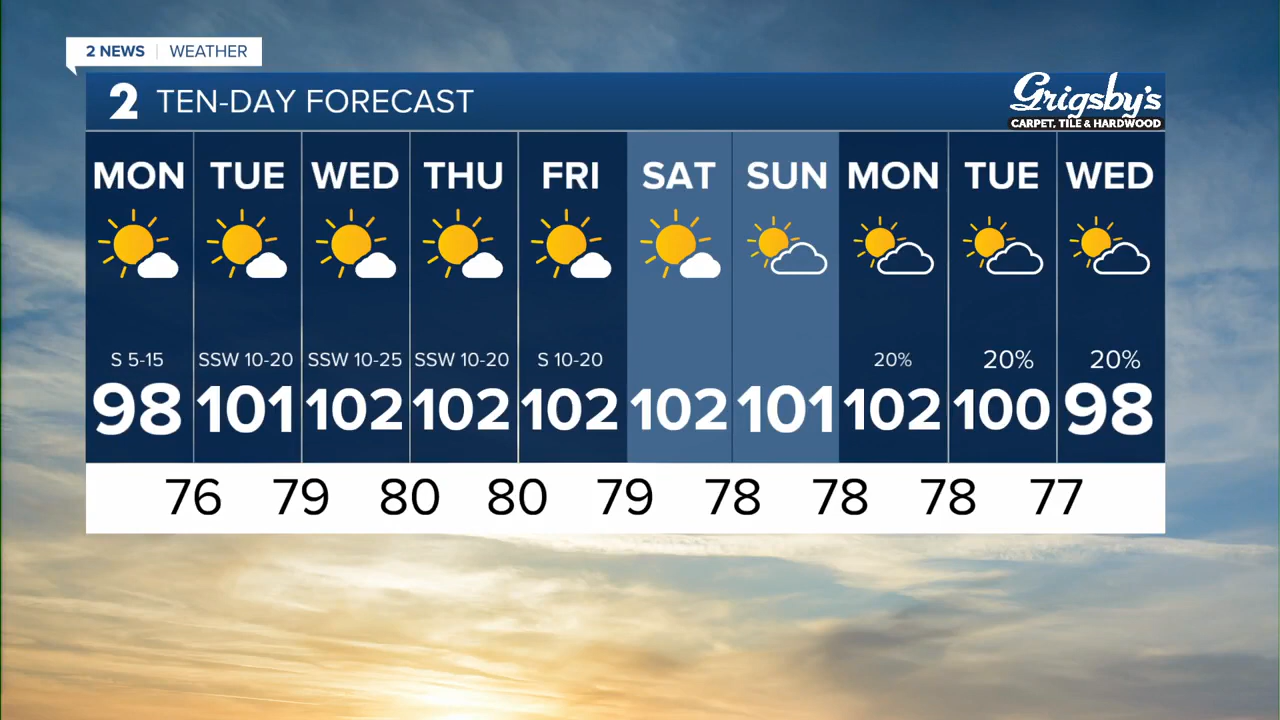 2 NEWS | WEATHER
2 TEN-DAY FORECAST
Grigsby's
CARPET, TILE & HARDWOOD
MON TUE WED THU FRI SAT SUN MON TUE WED
S 5-15 SSW 10-20 SSW 10-25 SSW 10-20 S 10-20 20% 20% 20%
98 101 102 102 102 102 101 102 100 98
76 79 80 80 79 78 78 78 77